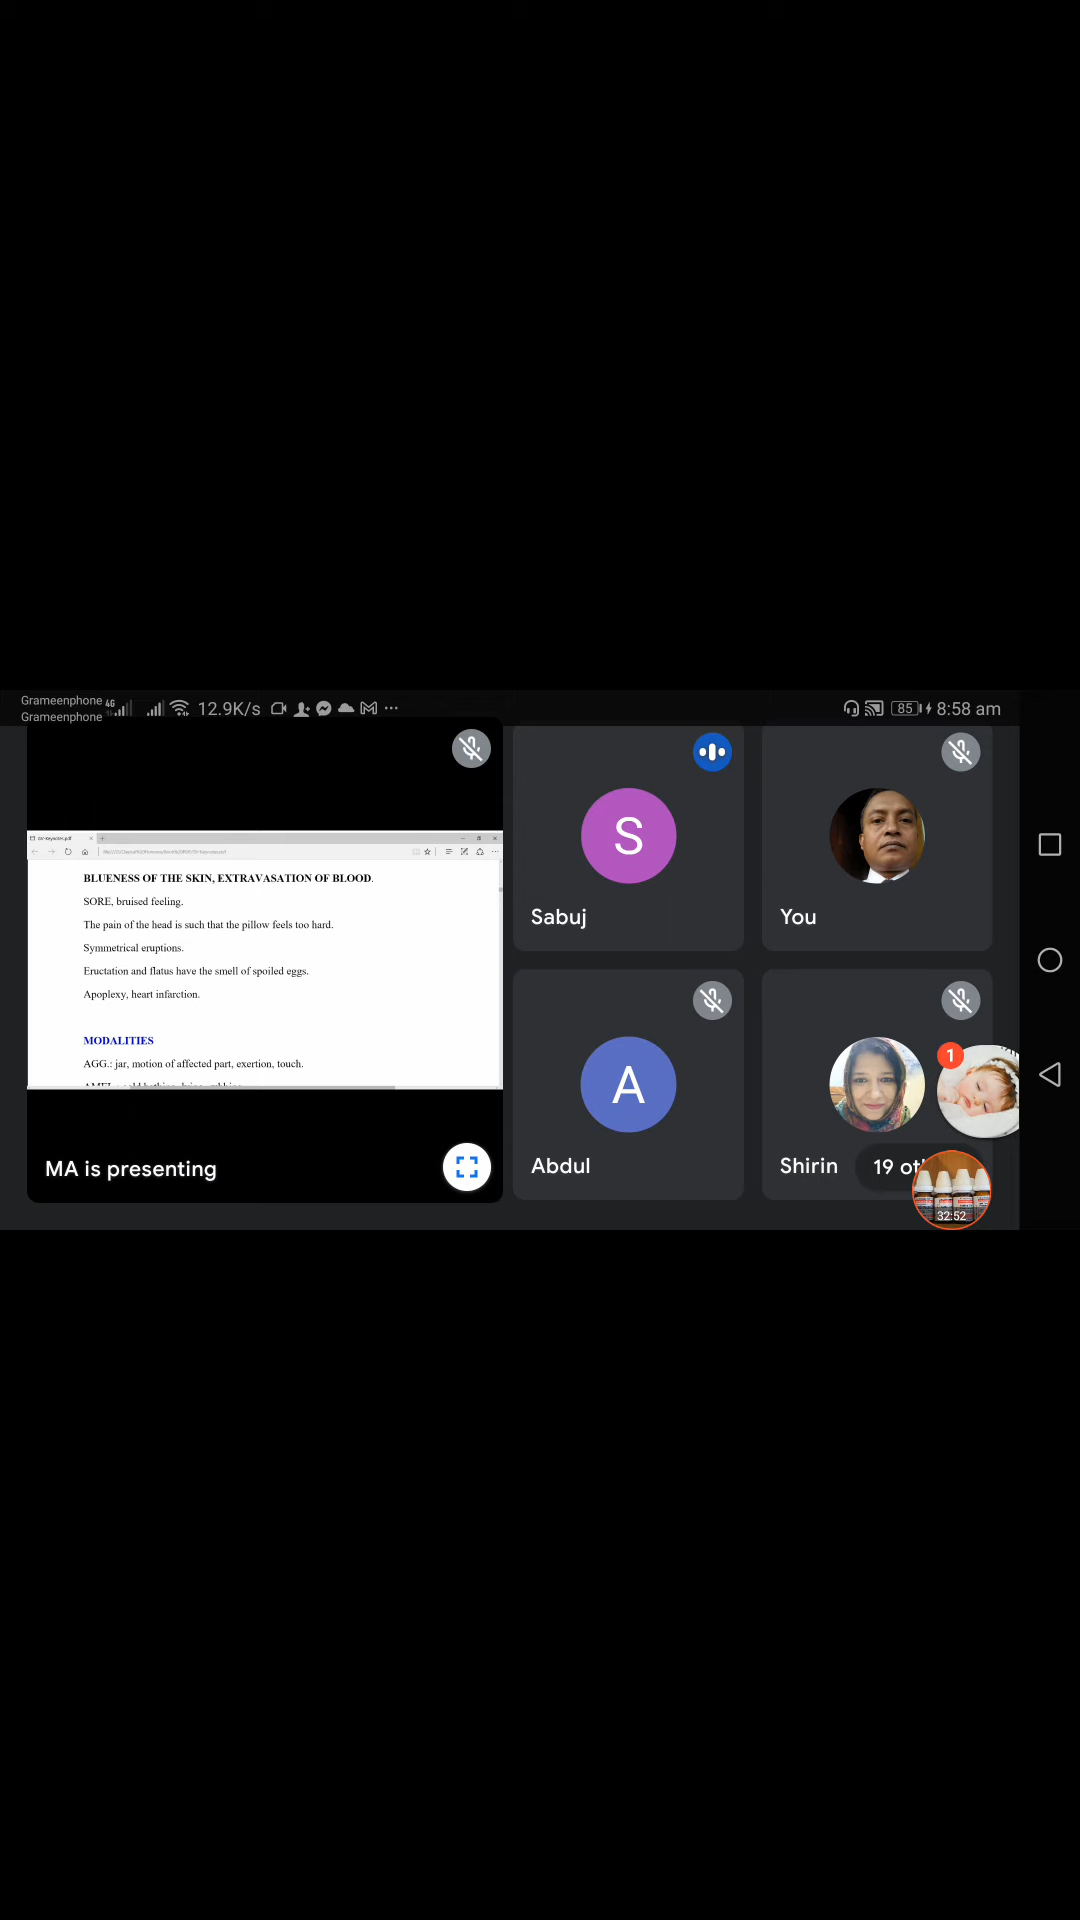 Grameenphone 4G
Grameenphone
12.9K/s
85
8:58 am
BLUENESS OF THE SKIN, EXTRAVASATION OF BLOOD.
SORE, bruised feeling.
The pain of the head is such that the pillow feels too hard.
Symmetrical eruptions.
Eructation and flatus have the smell of spoiled eggs.
Apoplexy, heart infarction.
MODALITIES
AGG.: jar, motion of affected part, exertion, touch.
MA is presenting
S
Sabuj
You
A
Abdul
Shirin
1
19
32:52